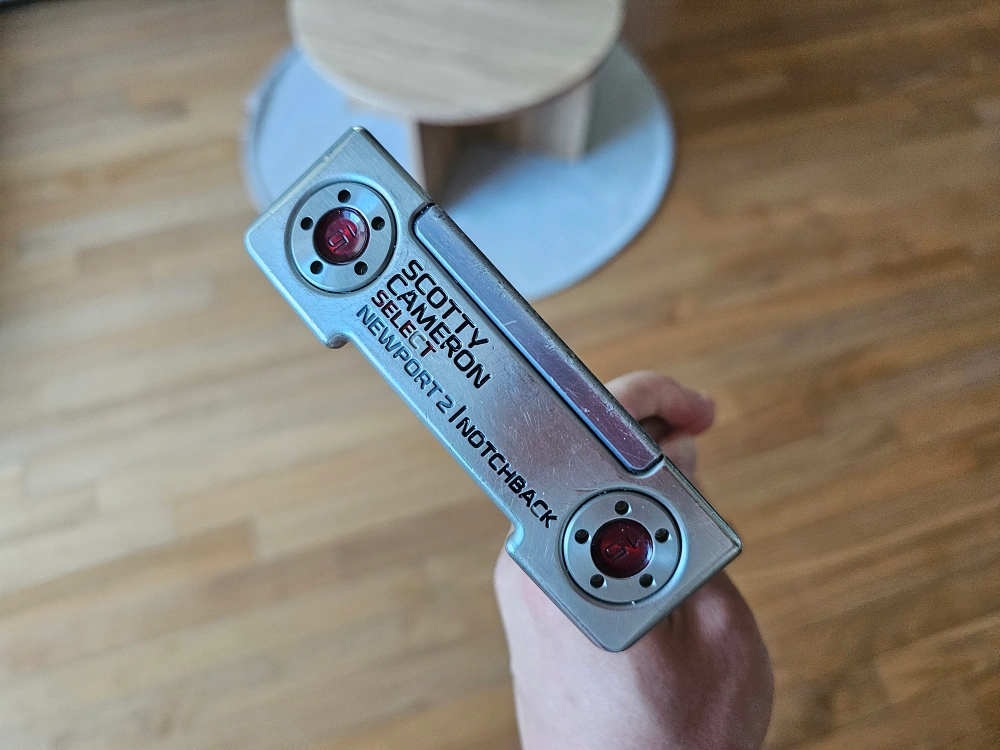 SCOTTY
CAMERON
SELECT
NEWPORT 2 | NOTCHBACK